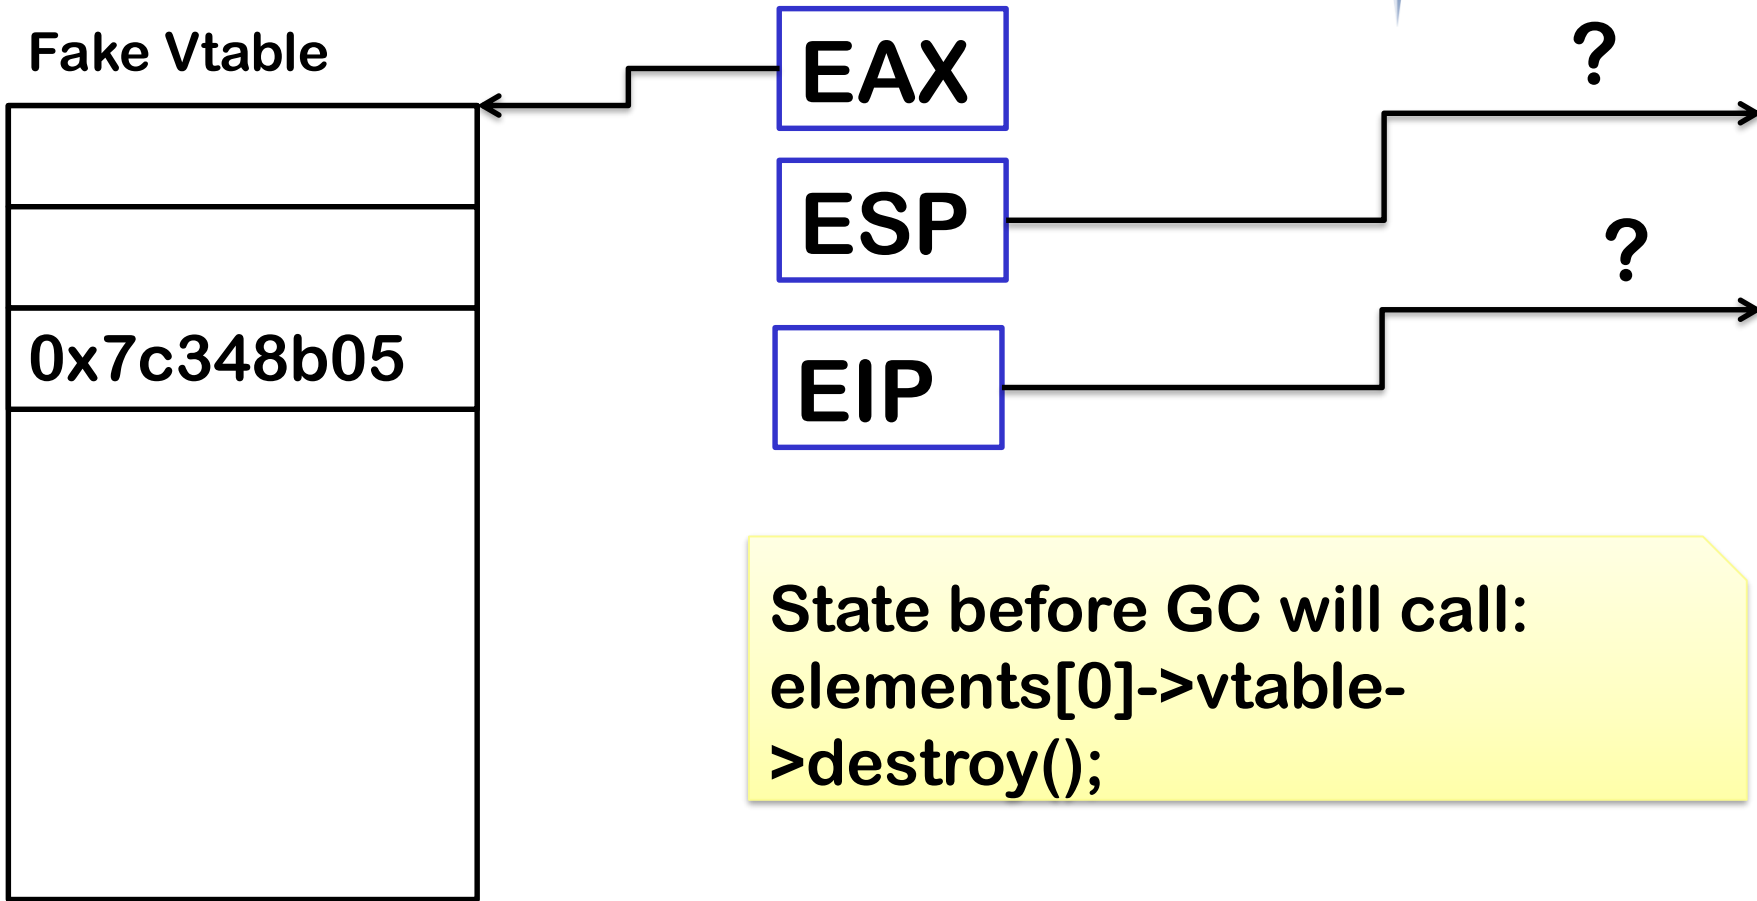 Fake Vtable
EAX
?
ESP
?
0x7c348b05
EIP
State before GC will call:
elements[0]->vtable-
>destroy();